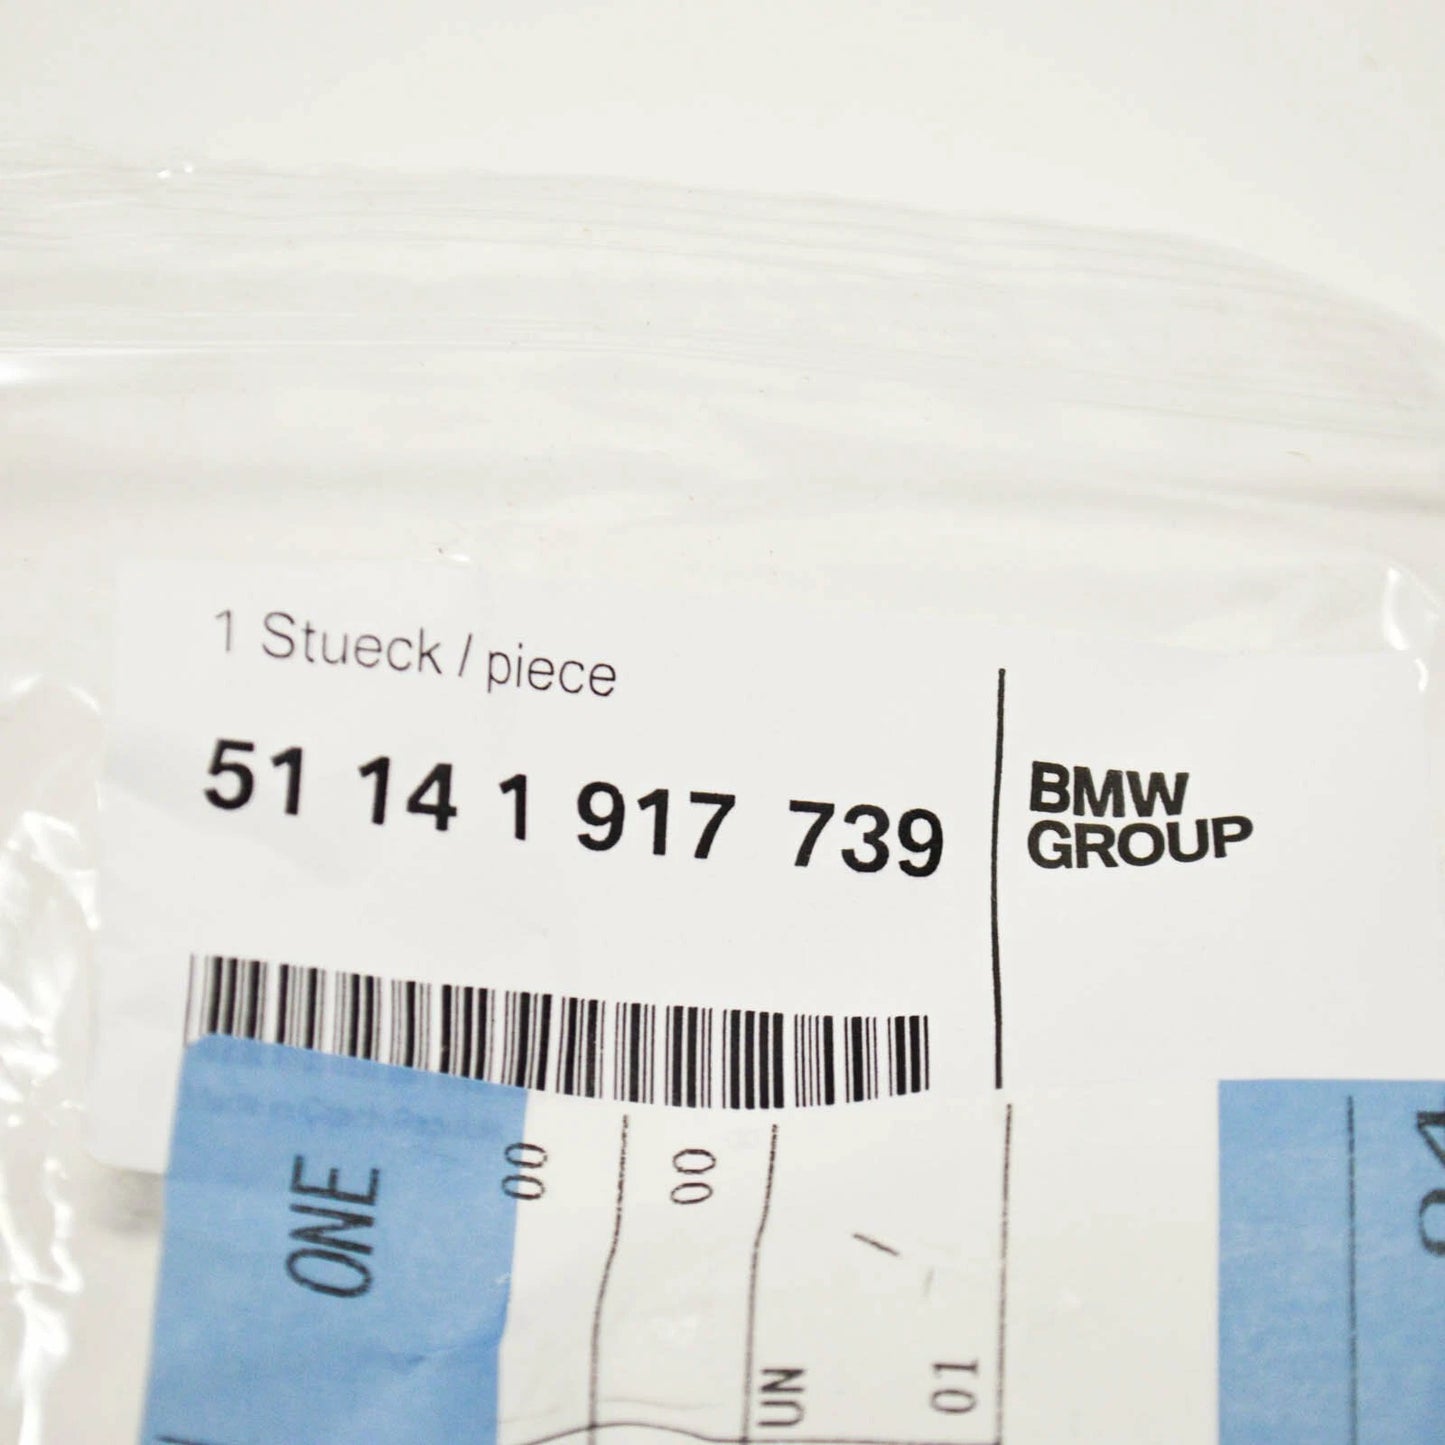 1 Stueck / piece
51 14 1 917 739
BMW
GROUP
ONE
00
00
UN
01